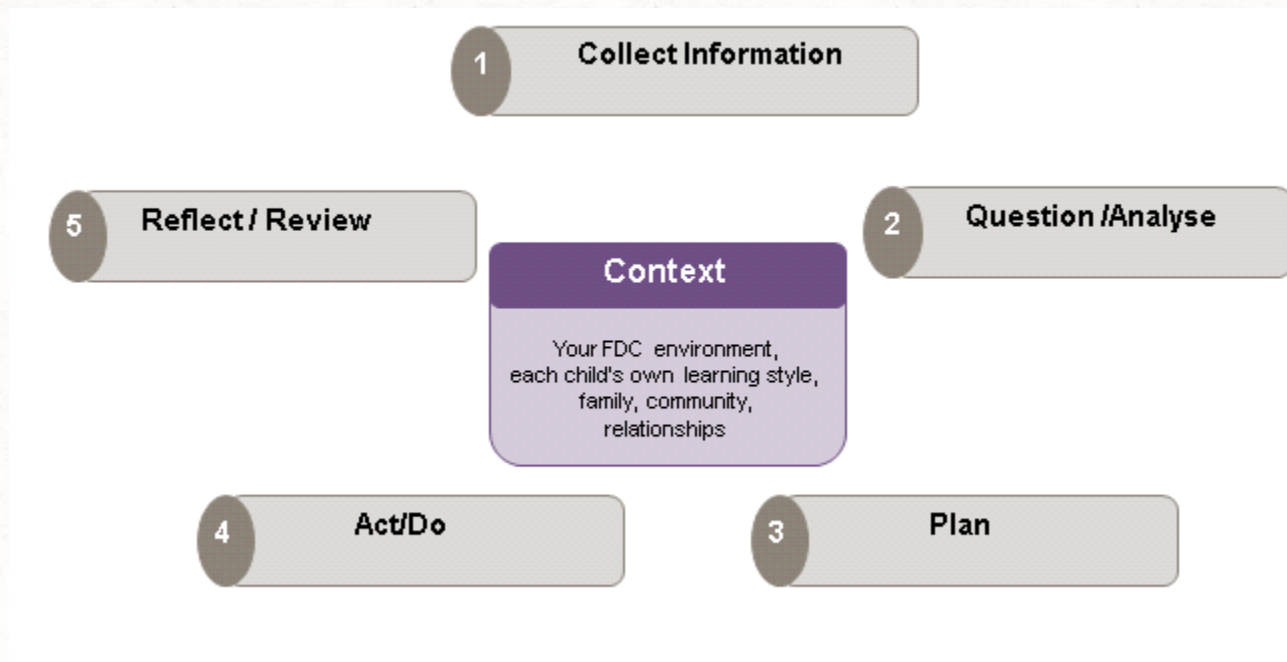 1
Collect Information
2
Question /Analyse
3
Plan
4
Act/Do
5
Reflect / Review
Context
Your FDC environment,
each child's own learning style,
family, community,
relationships